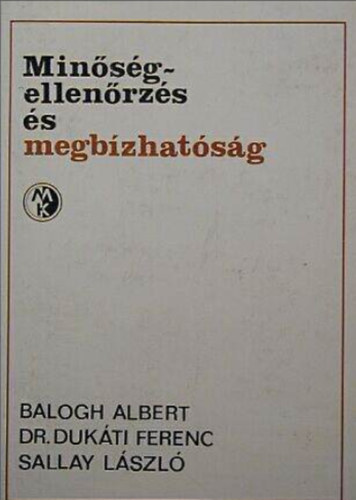 Minőség-
ellenőrzés
és
megbízhatóság
MK
BALOGH ALBERT
DR. DUKÁTI FERENC
SALLAY LÁSZLÓ